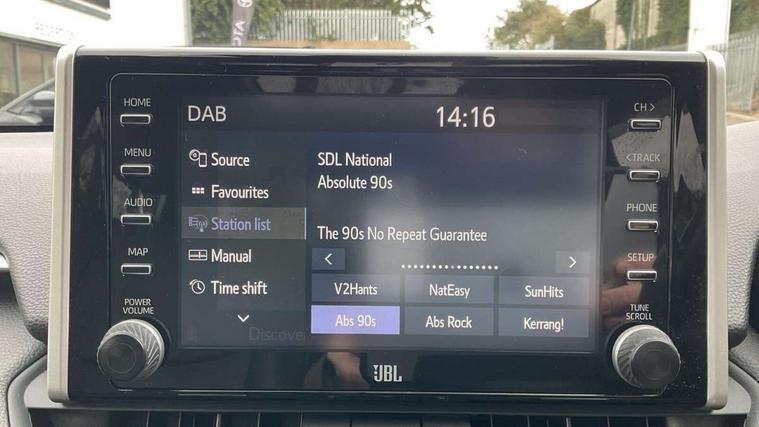 DAB
14:16
Source
Favourites
Station list
Manual
Time shift
SDL National
Absolute 90s
The 90s No Repeat Guarantee
< >
V2Hants NatEasy SunHits
Abs 90s Abs Rock Kerrang!
Discove
HOME
MENU
AUDIO
MAP
POWER
VOLUME
CH >
< TRACK
PHONE
SETUP
TUNE
SCROLL
JBL